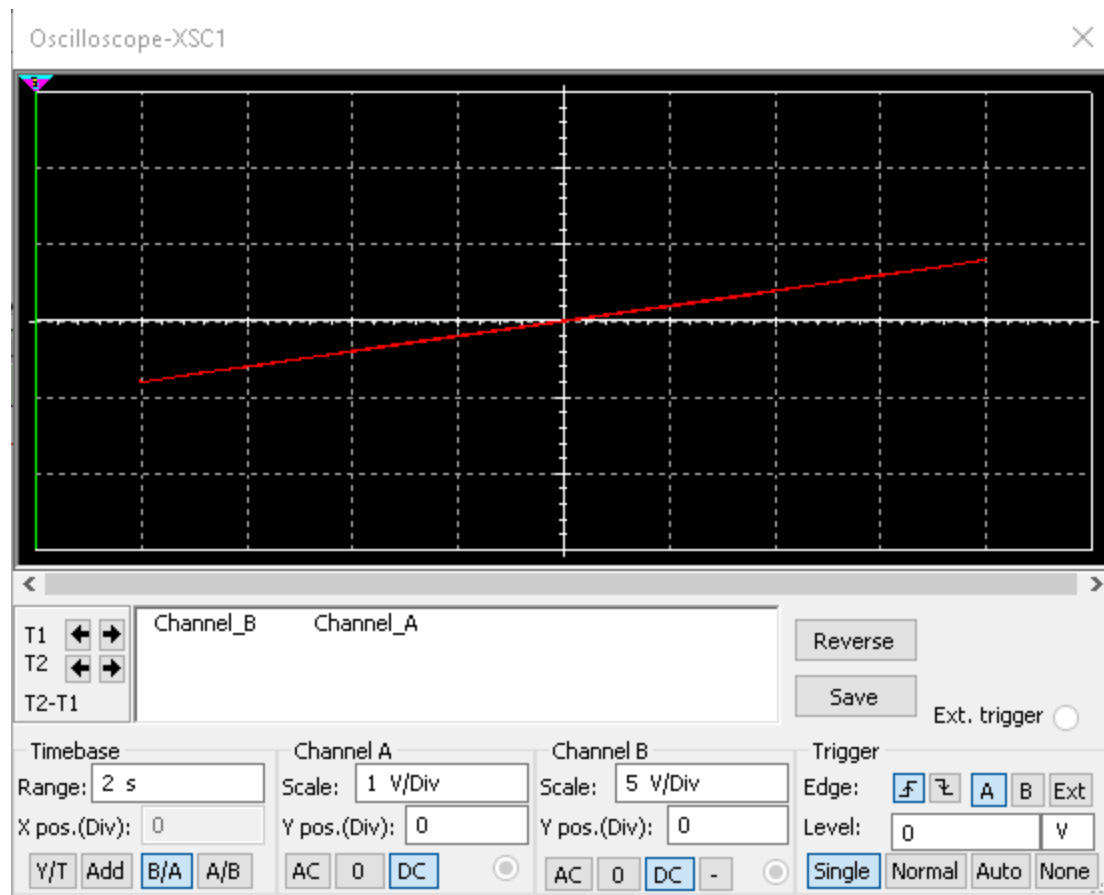 Oscilloscope-XSC1
T1
T2
T2-T1
Channel_B Channel_A
Reverse
Save
Ext. trigger
Timebase
Range: 2 s
X pos.(Div): 0
Y/T Add B/A A/B
Channel A
Scale: 1 V/Div
Y pos.(Div): 0
AC 0 DC
Channel B
Scale: 5 V/Div
Y pos.(Div): 0
AC 0 DC -
Trigger
Edge: A B Ext
Level: 0 V
Single Normal Auto None